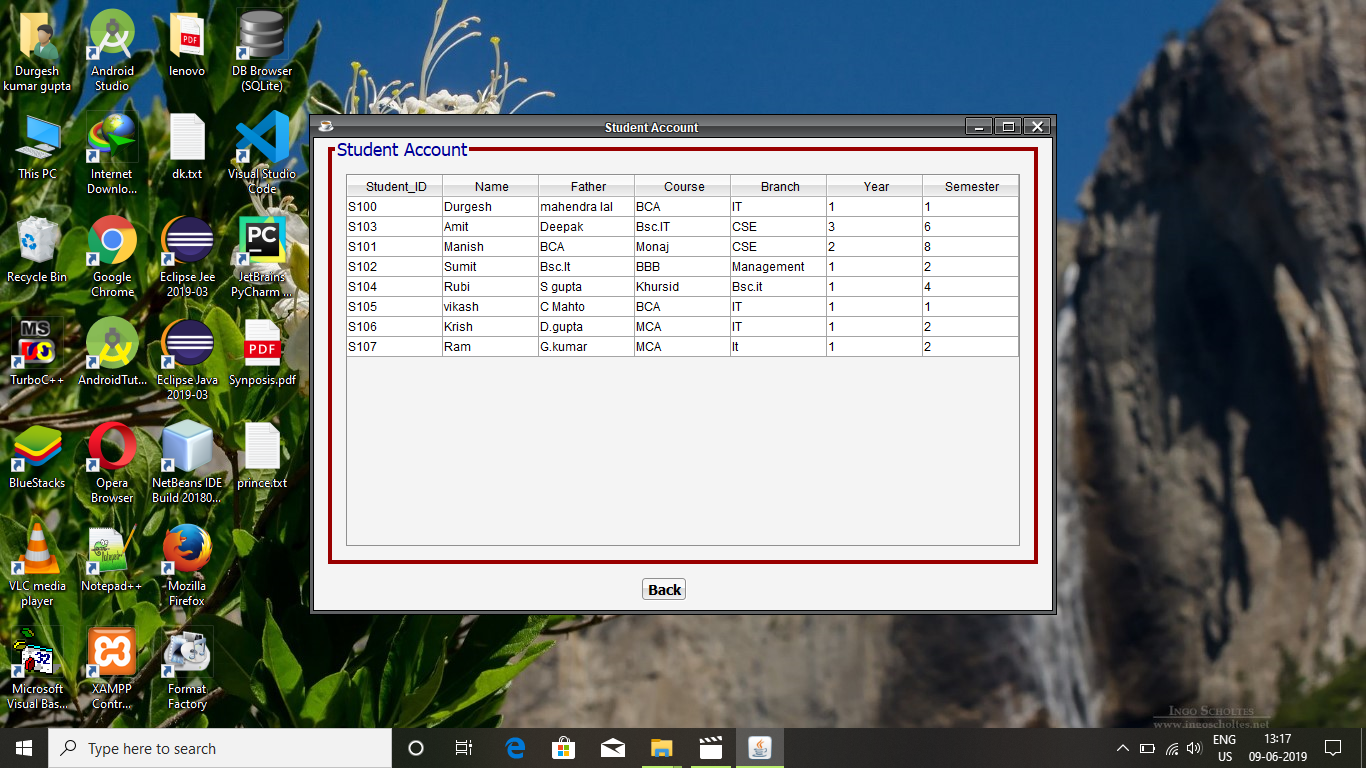 Durgesh
kumar gupta
Android
Studio
lenovo
DB Browser
(SQLite)
This PC
Internet
Downlo...
dk.txt
Visual Studio
Code
Recycle Bin
Google
Chrome
Eclipse Jee
2019-03
JetBrains
PyCharm ...
TurboC++
AndroidTut...
Eclipse Java
2019-03
Synposis.pdf
BlueStacks
Opera
Browser
NetBeans IDE
Build 20180...
prince.txt
VLC media
player
Notepad++
Mozilla
Firefox
Microsoft
Visual Bas...
XAMPP
Contr...
Format
Factory
PDF
PC
MS
PDF
32
Student Account
Student Account
Student_ID Name Father Course Branch Year Semester
S100 Durgesh mahendra lal BCA IT 1 1
S103 Amit Deepak Bsc.IT CSE 3 6
S101 Manish BCA Monaj CSE 2 8
S102 Sumit Bsc.It BBB Management 1 2
S104 Rubi S gupta Khursid Bsc.it 1 4
S105 vikash C Mahto BCA IT 1 1
S106 Krish D.gupta MCA IT 1 2
S107 Ram G.kumar MCA It 1 2
Back
Ingo Scholtes
www.ingoscholtes.net
Type here to search
ENG
US
13:17
09-06-2019